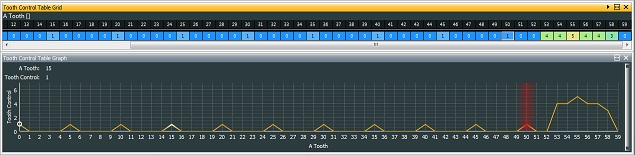 Tooth Control Table Grid
A Tooth []
12 13 14 15 16 17 18 19 20 21 22 23 24 25 26 27 28 29 30 31 32 33 34 35 36 37 38 39 40 41 42 43 44 45 46 47 48 49 50 51 52 53 54 55 56 57 58 59
0 0 0 1 0 0 0 0 1 0 0 0 0 1 0 0 0 0 1 0 0 0 0 1 0 0 0 0 1 0 0 0 0 1 0 0 0 0 1 0 0 4 4 5 4 4 3 0
Tooth Control Table Graph
A Tooth: 15
Tooth Control: 1
Tooth Control
6
4
2
0
0 1 2 3 4 5 6 7 8 9 10 11 12 13 14 15 16 17 18 19 20 21 22 23 24 25 26 27 28 29 30 31 32 33 34 35 36 37 38 39 40 41 42 43 44 45 46 47 48 49 50 51 52 53 54 55 56 57 58 59
A Tooth